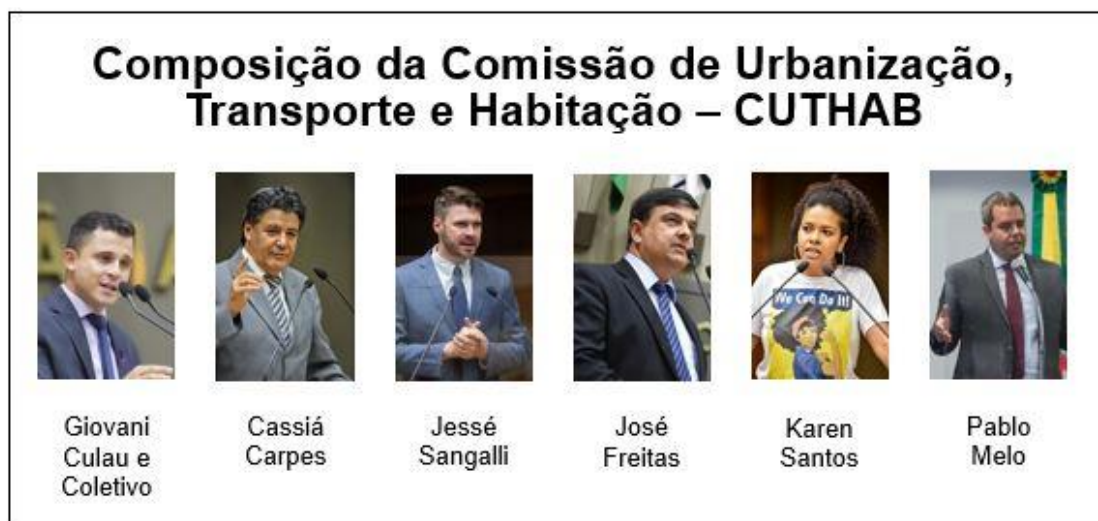 Composição da Comissão de Urbanização,
Transporte e Habitação – CUTHAB
We Can Do It!
Giovani
Culau e
Coletivo
Cassiá
Carpes
Jessé
Sangalli
José
Freitas
Karen
Santos
Pablo
Melo